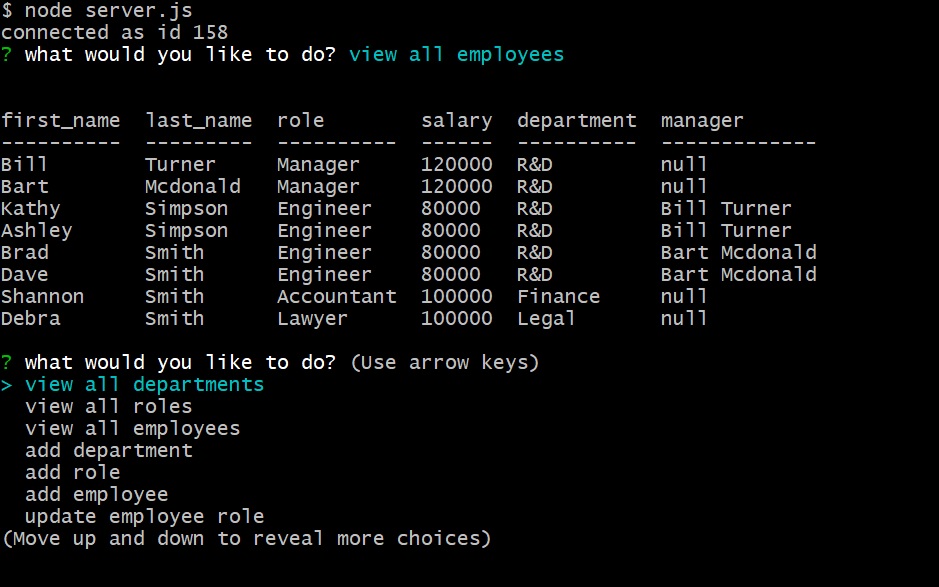 $ node server.js
connected as id 158
? what would you like to do? view all employees
first_name  last_name  role        salary  department  manager
----------  ---------  ----------  ------  ----------  -------------
Bill        Turner     Manager     120000  R&D         null
Bart        Mcdonald   Manager     120000  R&D         null
Kathy       Simpson    Engineer    80000   R&D         Bill Turner
Ashley      Simpson    Engineer    80000   R&D         Bill Turner
Brad        Smith      Engineer    80000   R&D         Bart Mcdonald
Dave        Smith      Engineer    80000   R&D         Bart Mcdonald
Shannon     Smith      Accountant  100000  Finance     null
Debra       Smith      Lawyer      100000  Legal       null
? what would you like to do? (Use arrow keys)
> view all departments
  view all roles
  view all employees
  add department
  add role
  add employee
  update employee role
(Move up and down to reveal more choices)